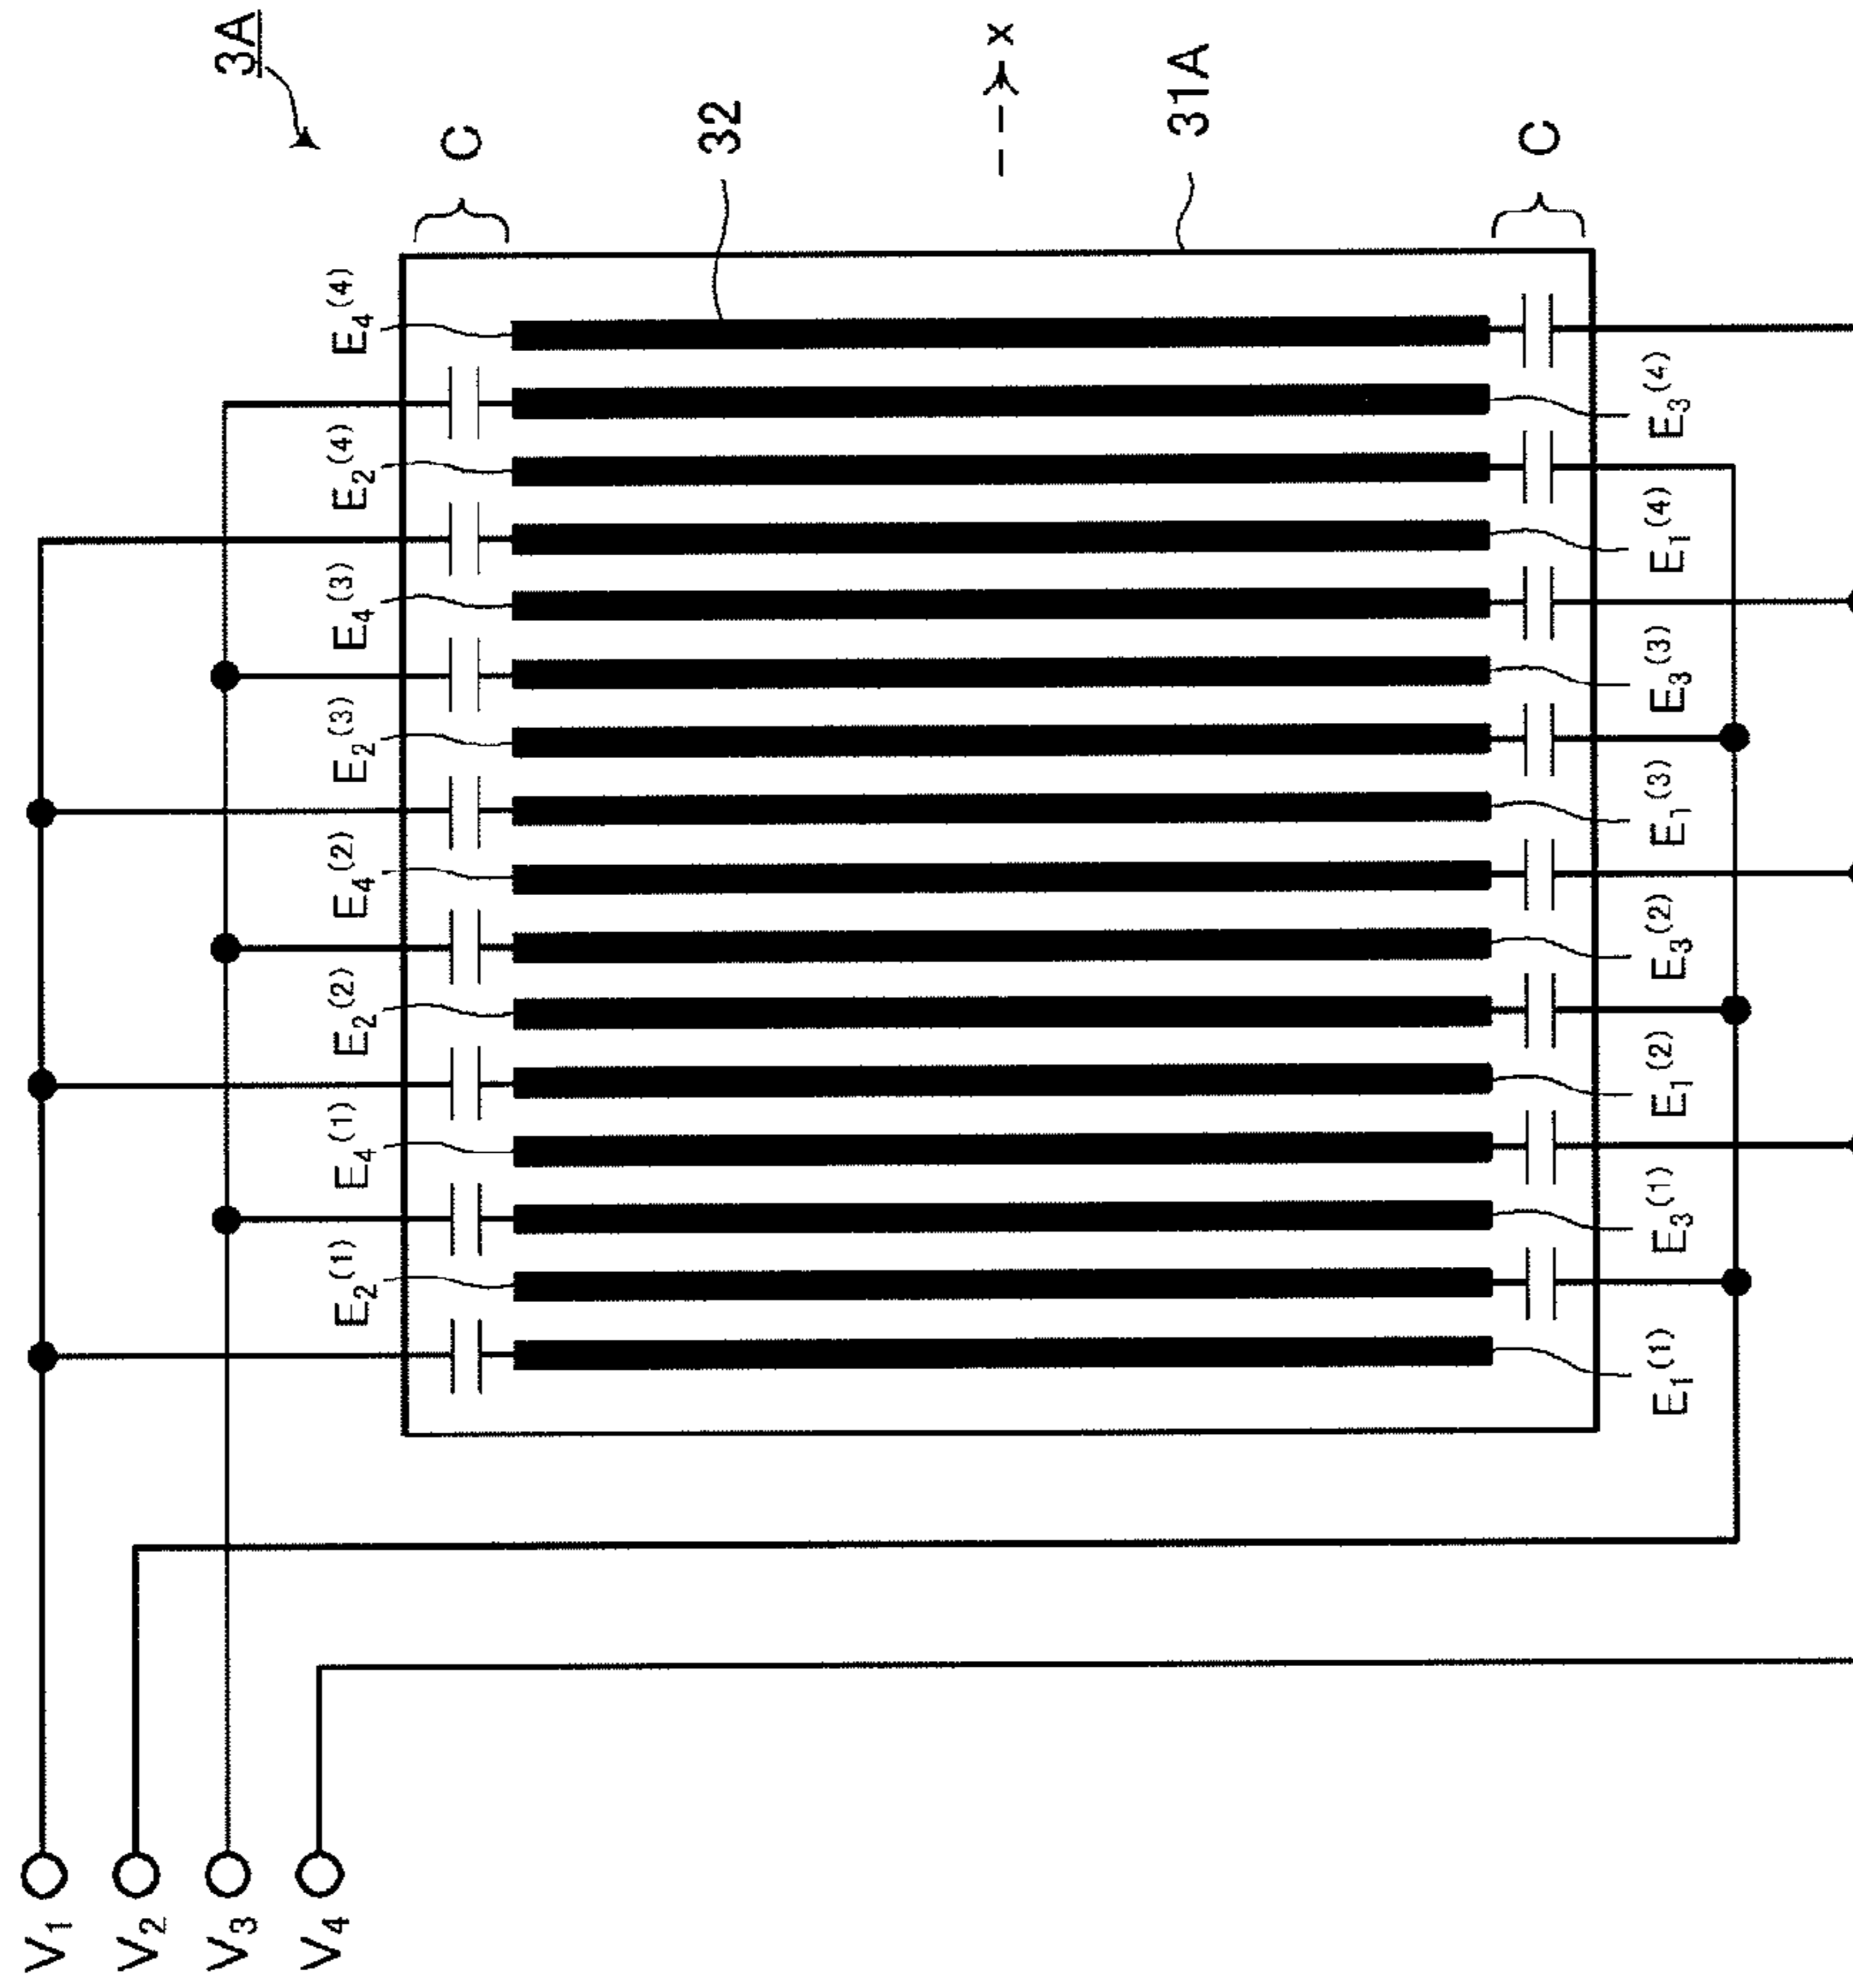 3A
C
32
x
31A
C
E₄⁽⁴⁾
E₂⁽⁴⁾
E₄⁽³⁾
E₂⁽³⁾
E₄⁽²⁾
E₂⁽²⁾
E₄⁽¹⁾
E₂⁽¹⁾
E₃⁽⁴⁾
E₁⁽⁴⁾
E₃⁽³⁾
E₁⁽³⁾
E₃⁽²⁾
E₁⁽²⁾
E₃⁽¹⁾
E₁⁽¹⁾
V₁
V₂
V₃
V₄